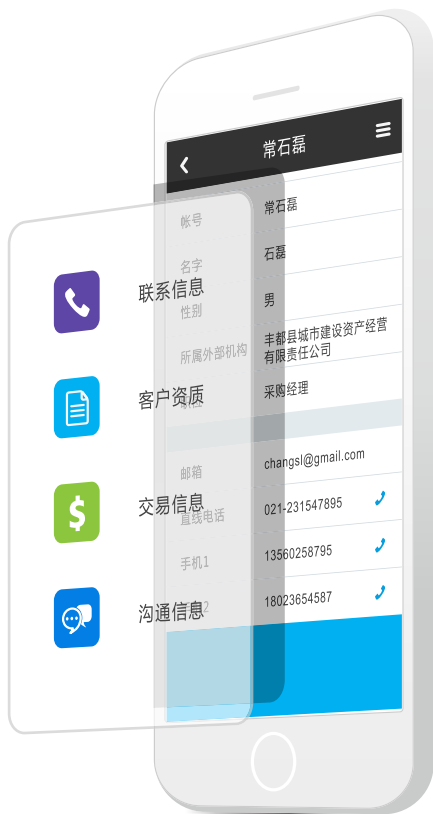 常石磊
帐号 常石磊
名字 石磊
联系信息
性别 男
所属外部机构 丰都县城市建设资产经营
有限责任公司
客户资质
采购经理
邮箱 changsl@gmail.com
交易信息
直线电话 021-231547895
手机1 13560258795
沟通信息
2 18023654587